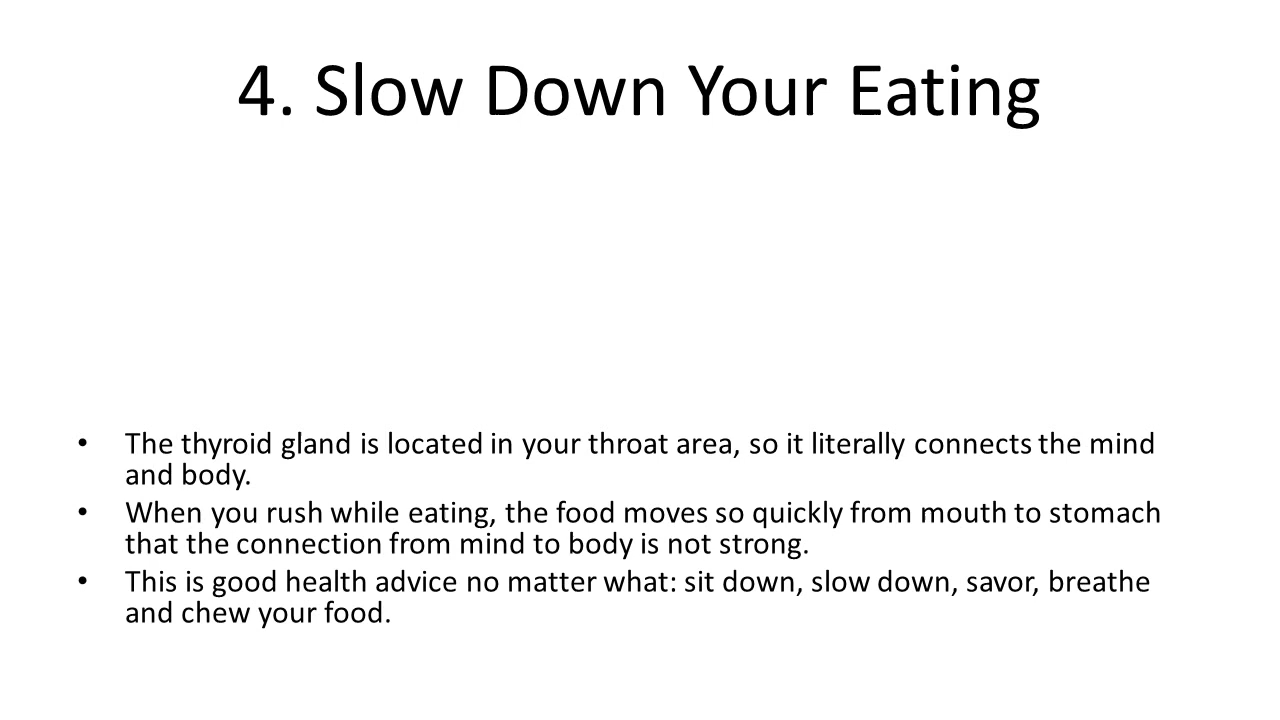 4. Slow Down Your Eating
• The thyroid gland is located in your throat area, so it literally connects the mind
and body.
• When you rush while eating, the food moves so quickly from mouth to stomach
that the connection from mind to body is not strong.
• This is good health advice no matter what: sit down, slow down, savor, breathe
and chew your food.